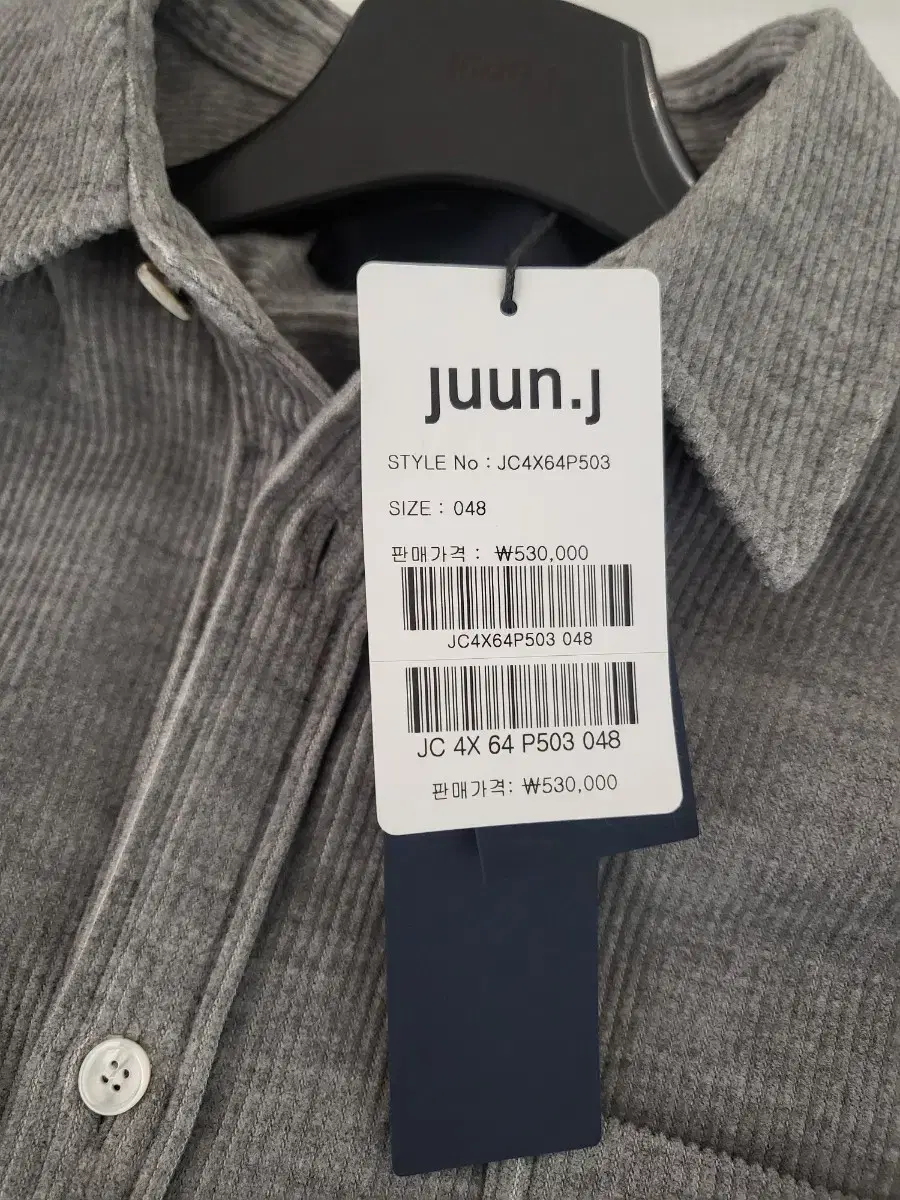 juun.j
STYLE No : JC4X64P503
SIZE : 048
판매가격 : ₩530,000
JC4X64P503 048
JC 4X 64 P503 048
판매가격: ₩530,000